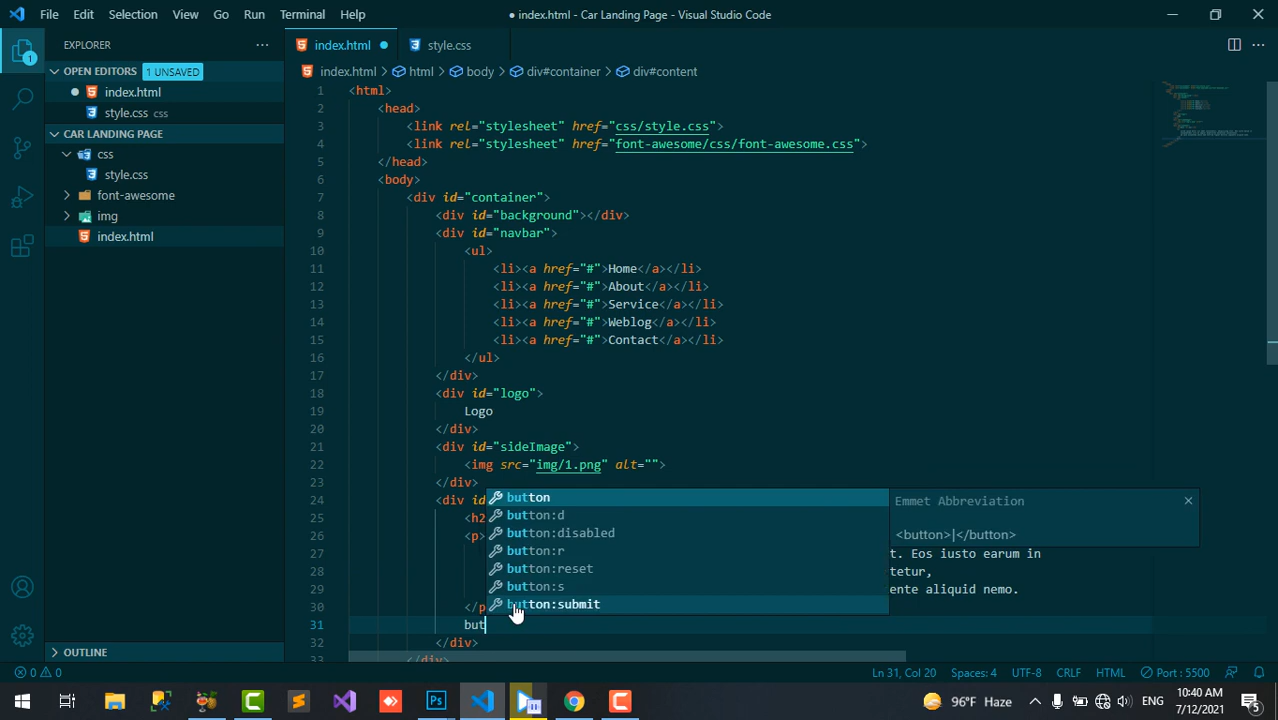 File Edit Selection View Go Run Terminal Help
● index.html - Car Landing Page - Visual Studio Code
EXPLORER
index.html
style.css
OPEN EDITORS 1 UNSAVED
index.html
style.css css
CAR LANDING PAGE
css
style.css
font-awesome
img
index.html
OUTLINE
index.html > html > body > div#container > div#content
1 <html>
2 <head>
3 <link rel="stylesheet" href="css/style.css">
4 <link rel="stylesheet" href="font-awesome/css/font-awesome.css">
5 </head>
6 <body>
7 <div id="container">
8 <div id="background"></div>
9 <div id="navbar">
10 <ul>
11 <li><a href="#">Home</a></li>
12 <li><a href="#">About</a></li>
13 <li><a href="#">Service</a></li>
14 <li><a href="#">Weblog</a></li>
15 <li><a href="#">Contact</a></li>
16 </ul>
17 </div>
18 <div id="logo">
19 Logo
20 </div>
21 <div id="sideImage">
22 <img src="img/1.png" alt="">
23 </div>
24 <div id
25 <h2
26 <p>
27 t. Eos iusto earum in
28 tetur,
29 ente aliquid nemo.
30 </p
31 but
32 </div>
33 </div>
button
button:d
button:disabled
button:r
button:reset
button:s
button:submit
Emmet Abbreviation
<button>|</button>
0 0
Ln 31, Col 20 Spaces: 4 UTF-8 CRLF HTML Port : 5500
1
96°F Haze
ENG
10:40 AM
7/12/2021
5